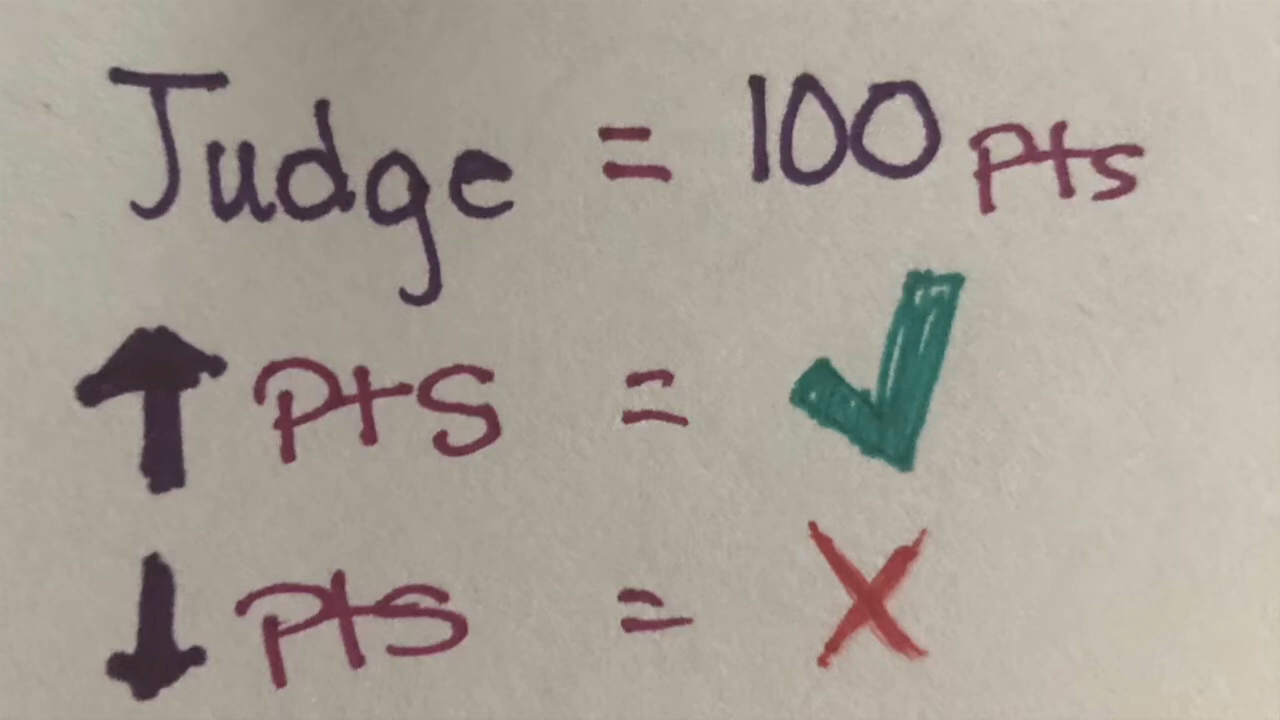 Judge = 100 pts
↑ pts = ✓
↓ pts = X